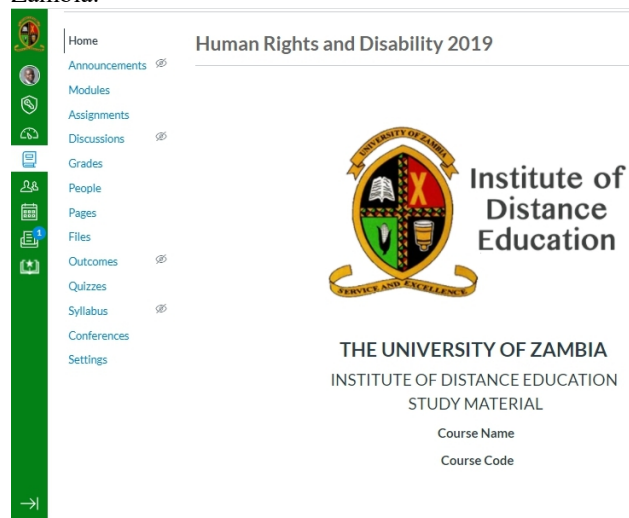 Zambia.
Home
Announcements
Modules
Assignments
Discussions
Grades
People
Pages
Files
Outcomes
Quizzes
Syllabus
Conferences
Settings
1
Human Rights and Disability 2019
UNIVERSITY OF ZAMBIA
SERVICE AND EXCELLENCE
Institute of
Distance
Education
THE UNIVERSITY OF ZAMBIA
INSTITUTE OF DISTANCE EDUCATION
STUDY MATERIAL
Course Name
Course Code